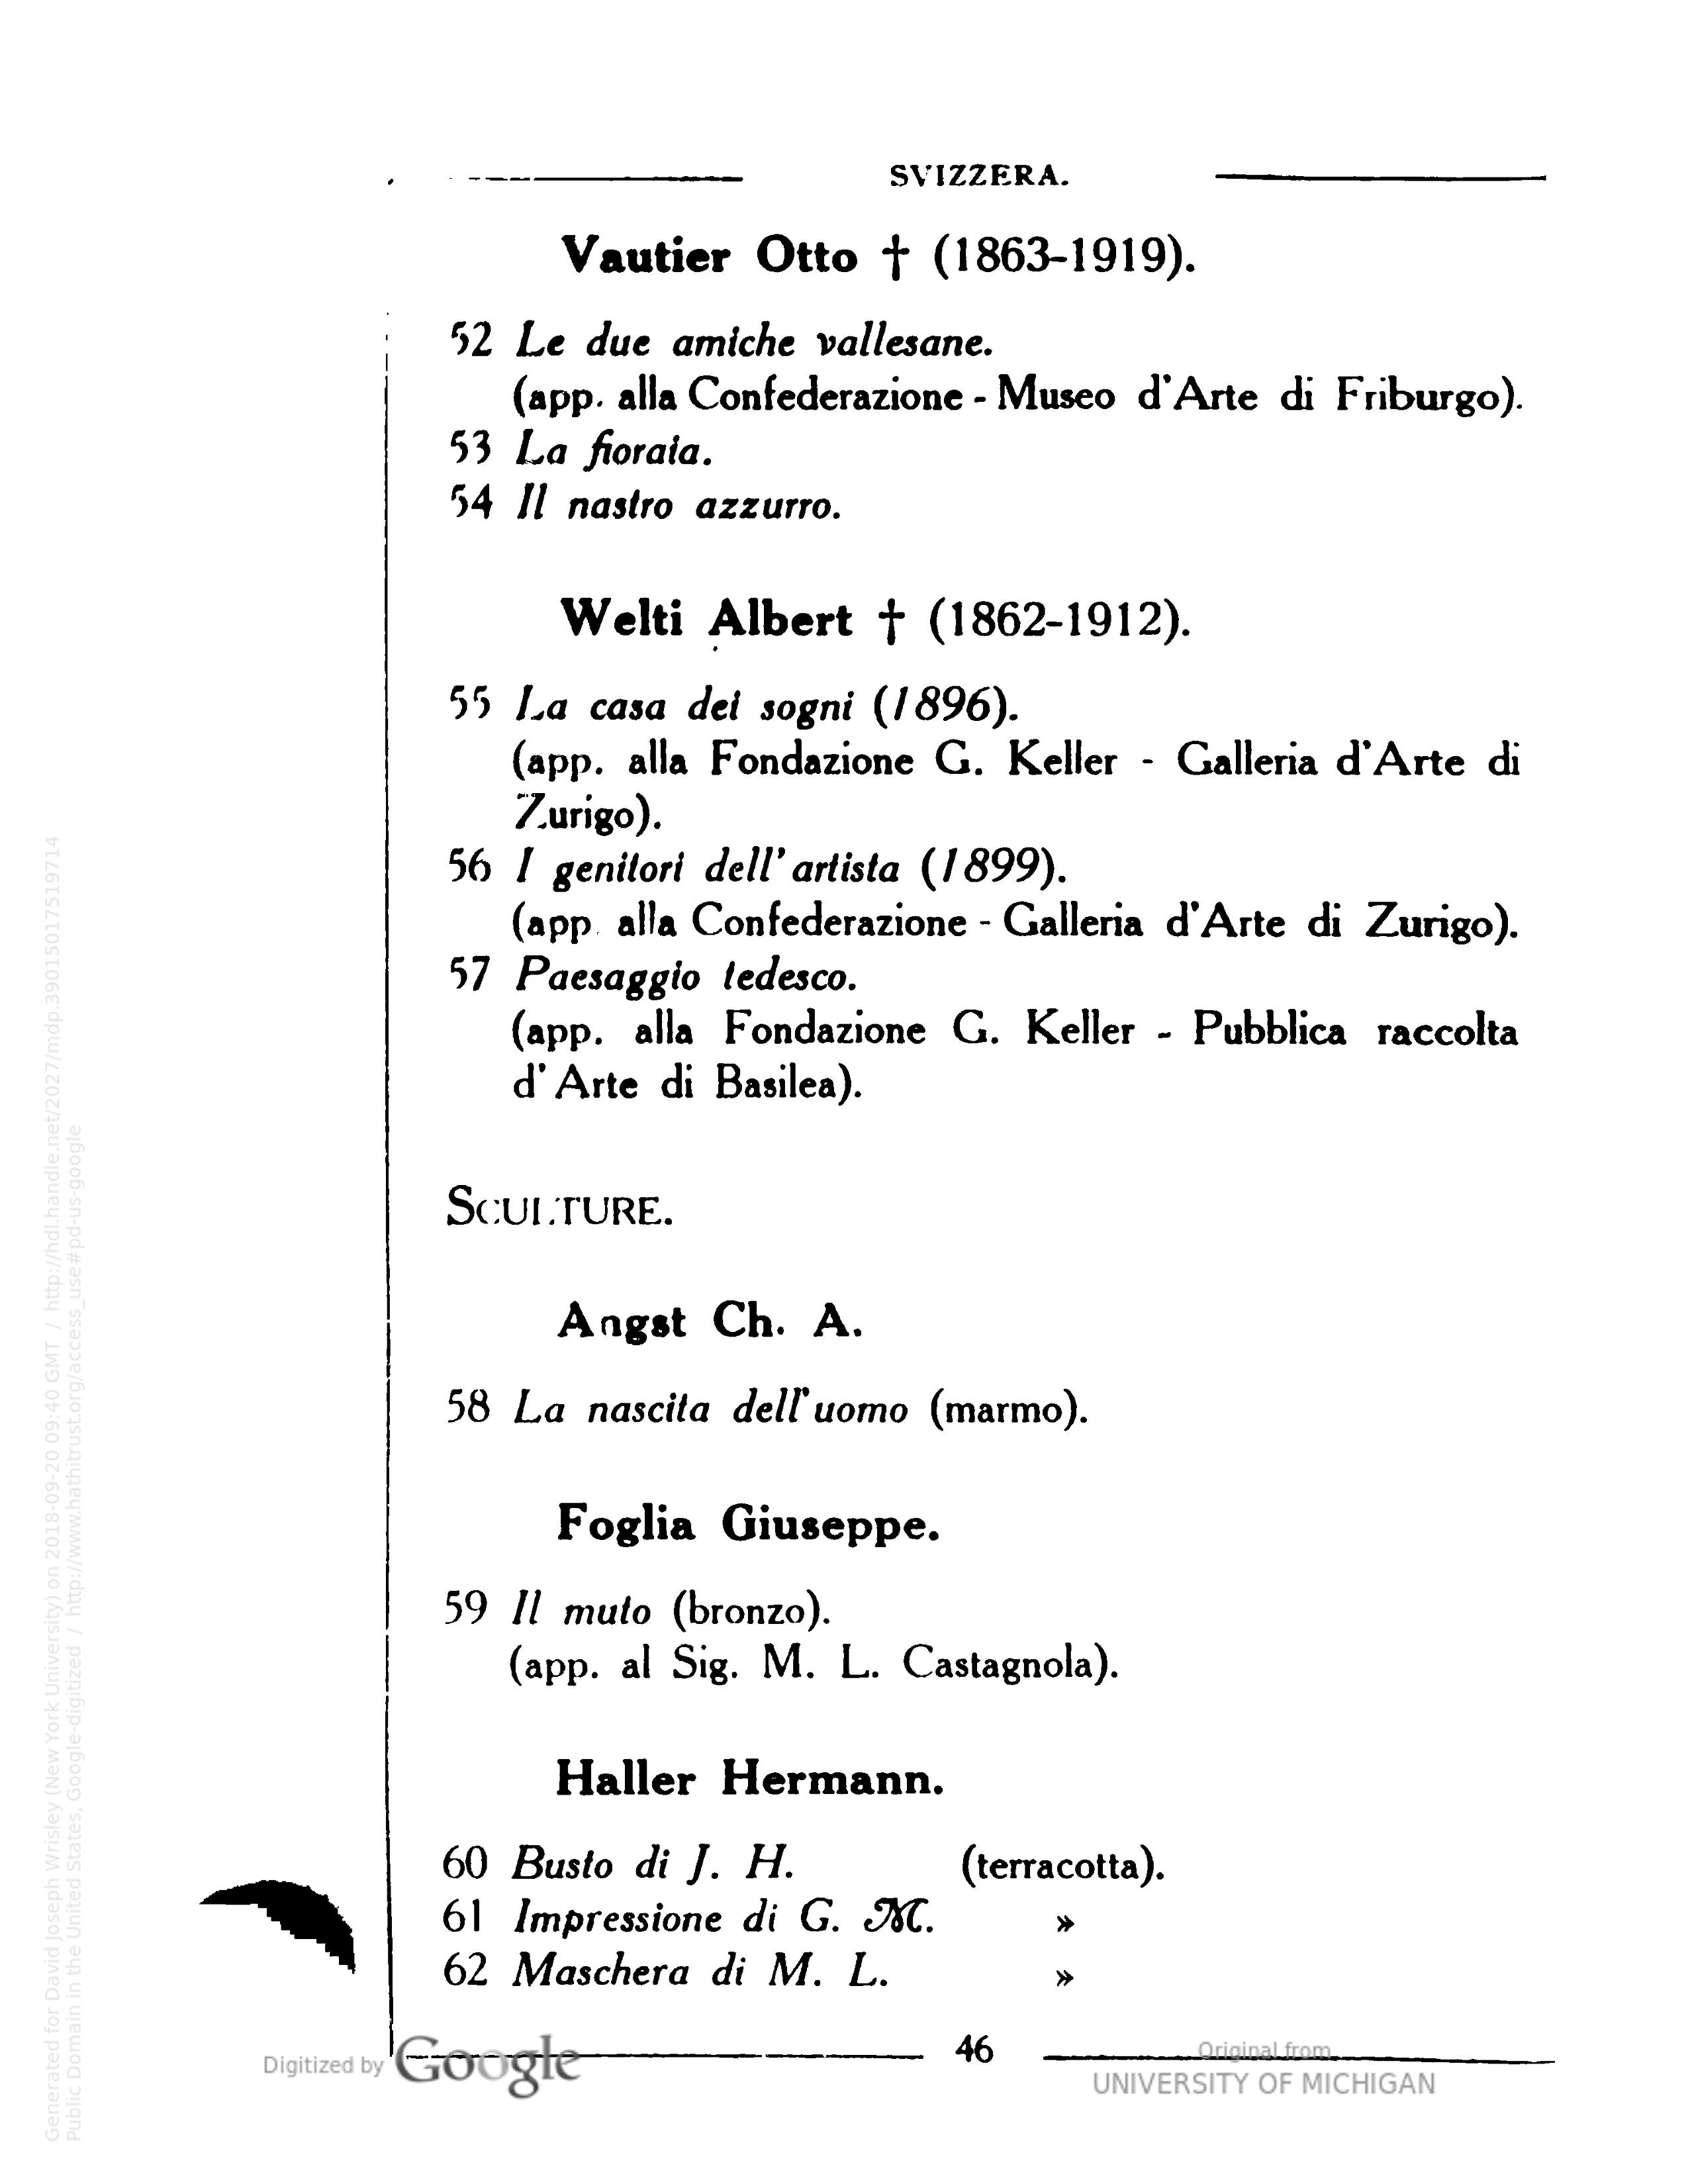 SVIZZERA.
Vautier Otto † (1863-1919).
52 Le due amiche vallesane.
(app. alla Confederazione - Museo d'Arte di Friburgo).
53 La fioraia.
54 Il nastro azzurro.
Welti Albert † (1862-1912).
55 La casa dei sogni (1896).
(app. alla Fondazione G. Keller - Galleria d'Arte di
Zurigo).
56 I genitori dell'artista (1899).
(app. alla Confederazione - Galleria d'Arte di Zurigo).
57 Paesaggio tedesco.
(app. alla Fondazione G. Keller - Pubblica raccolta
d'Arte di Basilea).
SCULTURE.
Angst Ch. A.
58 La nascita dell'uomo (marmo).
Foglia Giuseppe.
59 Il muto (bronzo).
(app. al Sig. M. L. Castagnola).
Haller Hermann.
60 Busto di J. H. (terracotta).
61 Impressione di G. M. »
62 Maschera di M. L. »
46
Digitized by Google
Original from
UNIVERSITY OF MICHIGAN
Generated for David Joseph Wrisley (New York University) on 2018-09-20 09:40 GMT / http://hdl.handle.net/2027/mdp.39015017519714
Public Domain in the United States, Google-digitized / http://www.hathitrust.org/access_use#pd-us-google